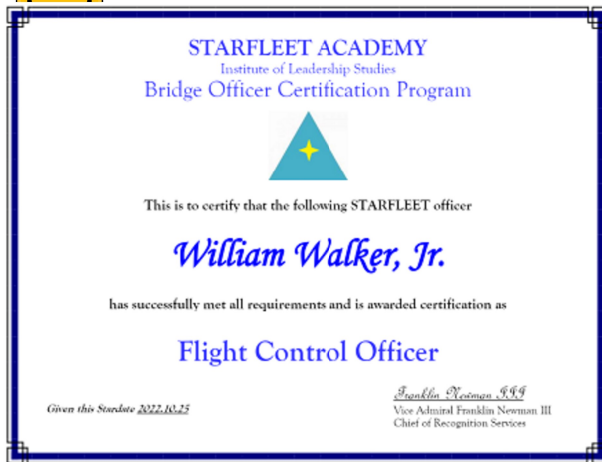 STARFLEET ACADEMY
Institute of Leadership Studies
Bridge Officer Certification Program
This is to certify that the following STARFLEET officer
William Walker, Jr.
has successfully met all requirements and is awarded certification as
Flight Control Officer
Franklin Newman III
Given this Stardate 2022.10.25
Vice Admiral Franklin Newman III
Chief of Recognition Services